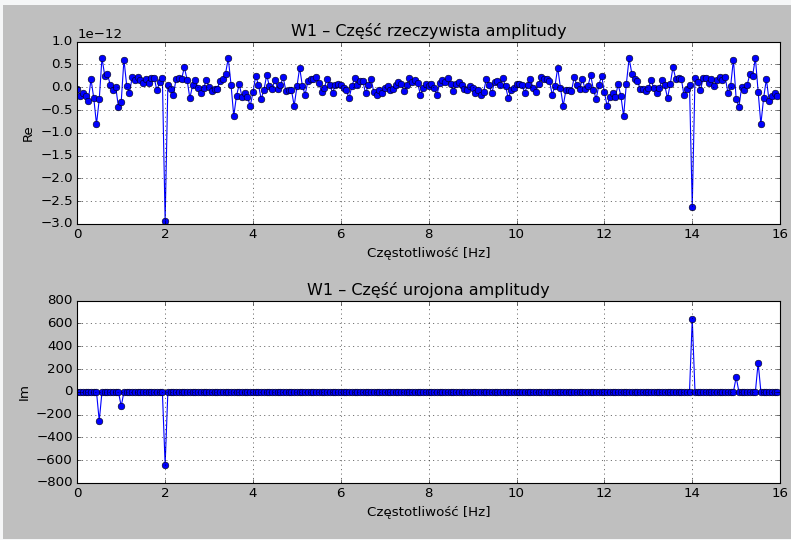 W1 – Część rzeczywista amplitudy
1e−12
1.0
0.5
0.0
−0.5
−1.0
−1.5
−2.0
−2.5
−3.0
Re
0 2 4 6 8 10 12 14 16
Częstotliwość [Hz]
W1 – Część urojona amplitudy
800
600
400
200
0
−200
−400
−600
−800
Im
0 2 4 6 8 10 12 14 16
Częstotliwość [Hz]